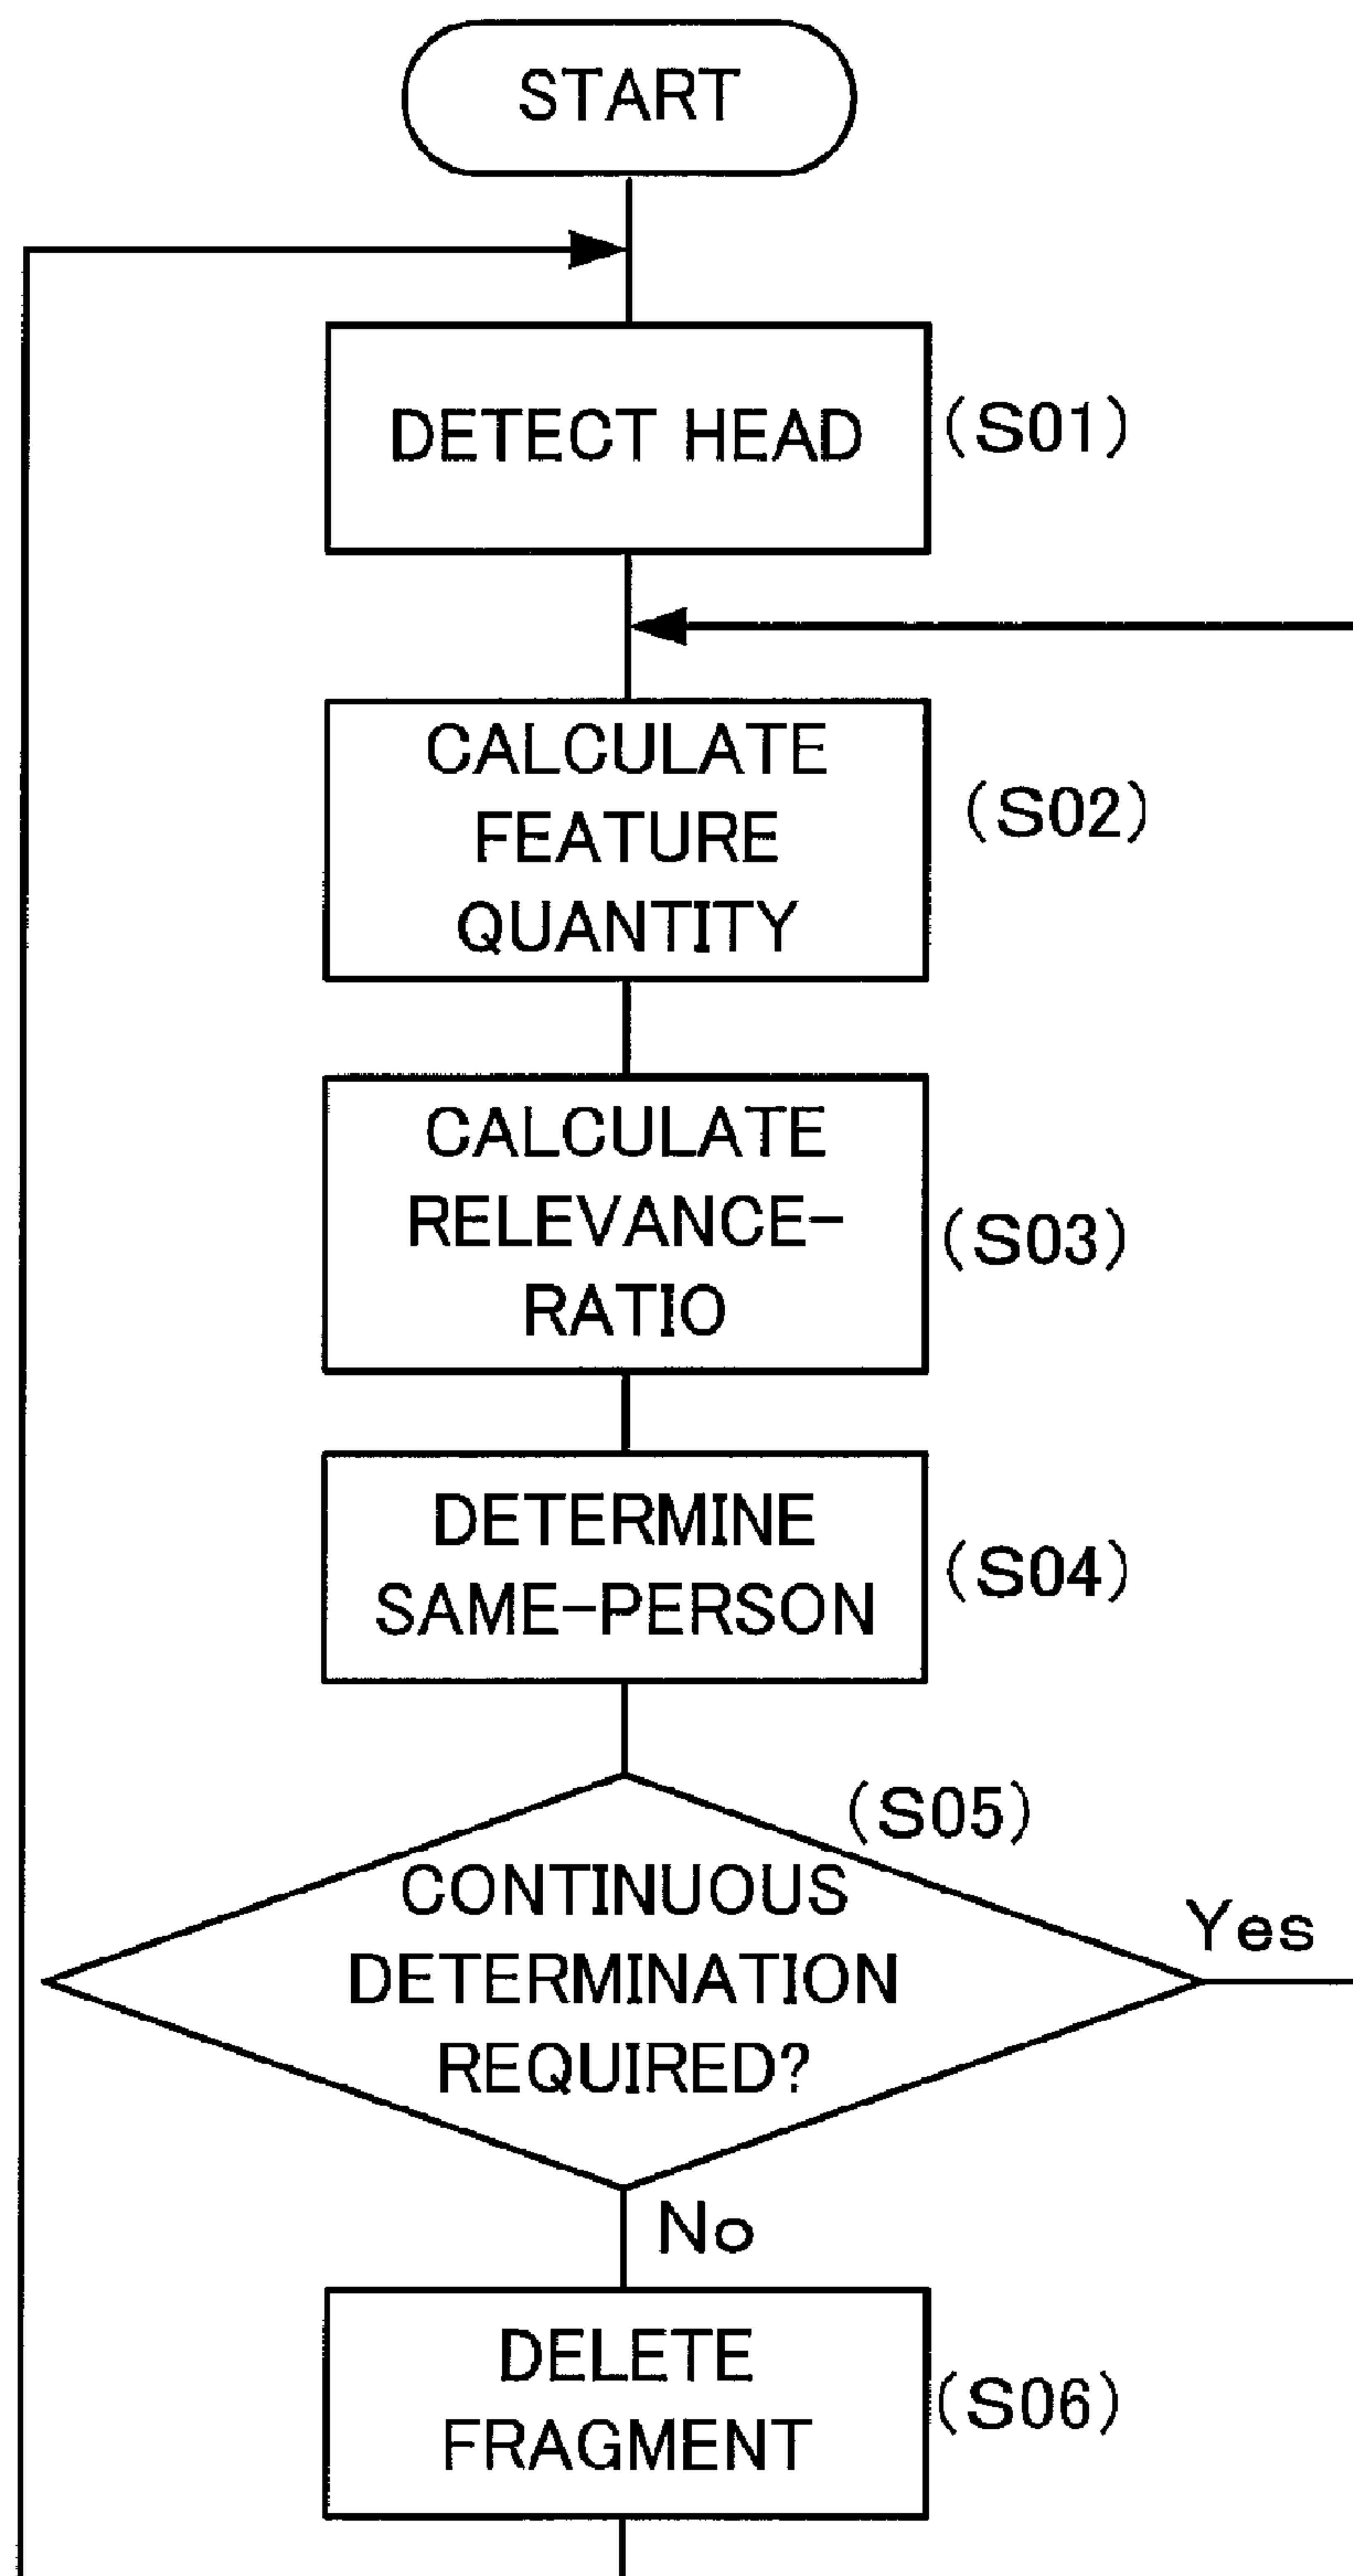 START
DETECT HEAD
(S01)
CALCULATE
FEATURE
QUANTITY
(S02)
CALCULATE
RELEVANCE-
RATIO
(S03)
DETERMINE
SAME-PERSON
(S04)
(S05)
CONTINUOUS
DETERMINATION
REQUIRED?
Yes
No
DELETE
FRAGMENT
(S06)